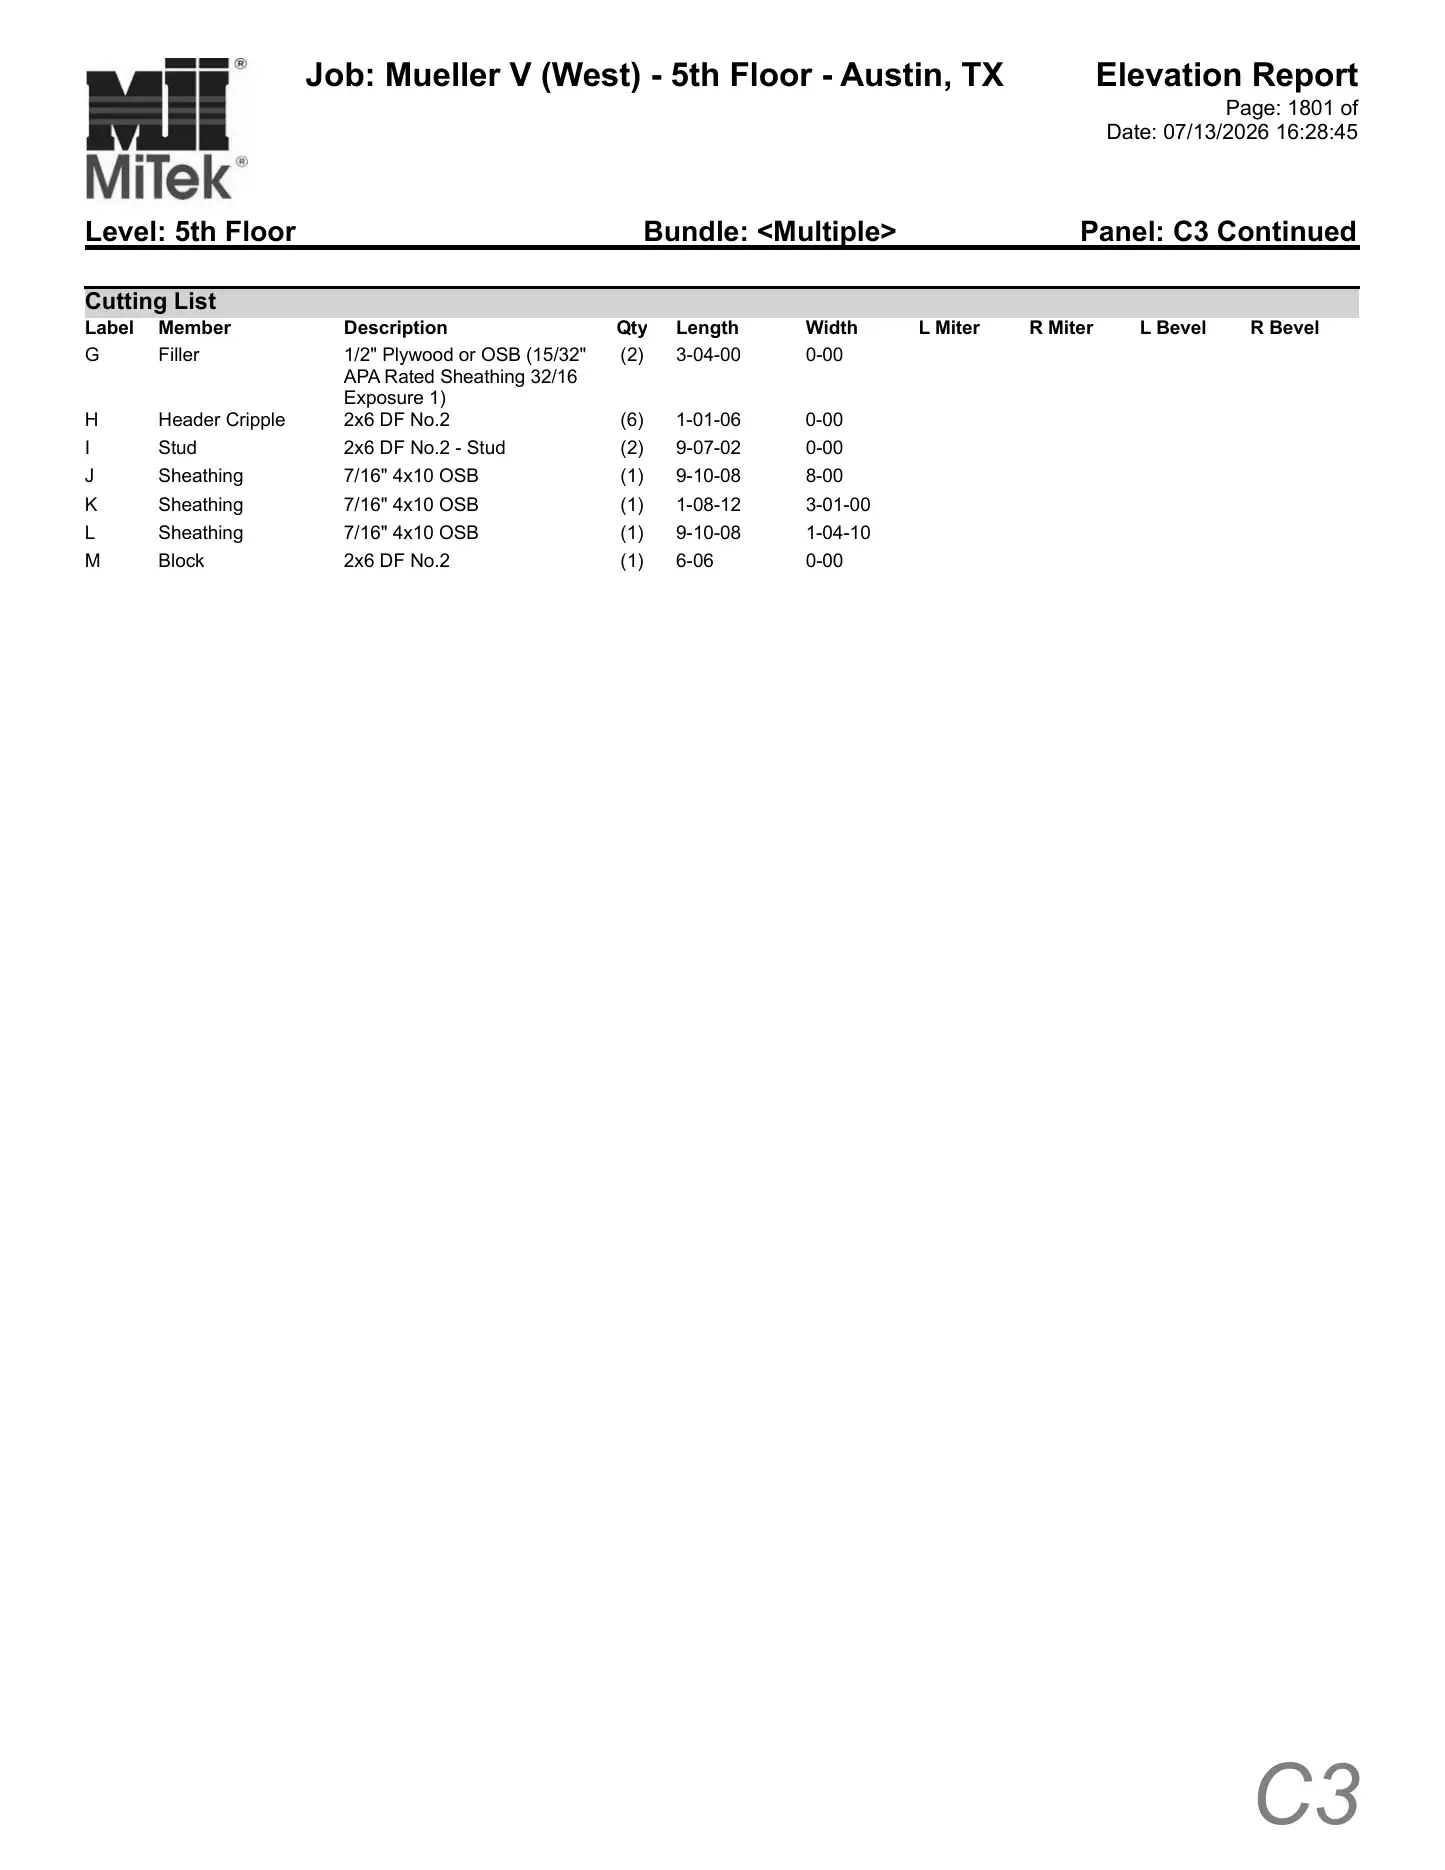 MiTek®
®
Job: Mueller V (West) - 5th Floor - Austin, TX
Elevation Report
Page: 1801 of
Date: 07/13/2026 16:28:45
Level: 5th Floor Bundle: <Multiple> Panel: C3 Continued
Cutting List
Label Member Description Qty Length Width L Miter R Miter L Bevel R Bevel
G Filler 1/2" Plywood or OSB (15/32" (2) 3-04-00 0-00
APA Rated Sheathing 32/16
Exposure 1)
H Header Cripple 2x6 DF No.2 (6) 1-01-06 0-00
I Stud 2x6 DF No.2 - Stud (2) 9-07-02 0-00
J Sheathing 7/16" 4x10 OSB (1) 9-10-08 8-00
K Sheathing 7/16" 4x10 OSB (1) 1-08-12 3-01-00
L Sheathing 7/16" 4x10 OSB (1) 9-10-08 1-04-10
M Block 2x6 DF No.2 (1) 6-06 0-00
C3